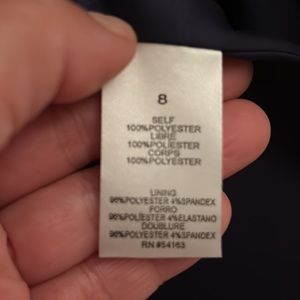 8
SELF
100%POLYESTER
LIBRE
100%POLIESTER
CORPS
100%POLYESTER
LINING
96%POLYESTER 4%SPANDEX
FORRO
96%POLIESTER 4%ELASTANO
DOUBLURE
96%POLYESTER 4%SPANDEX
RN #54163